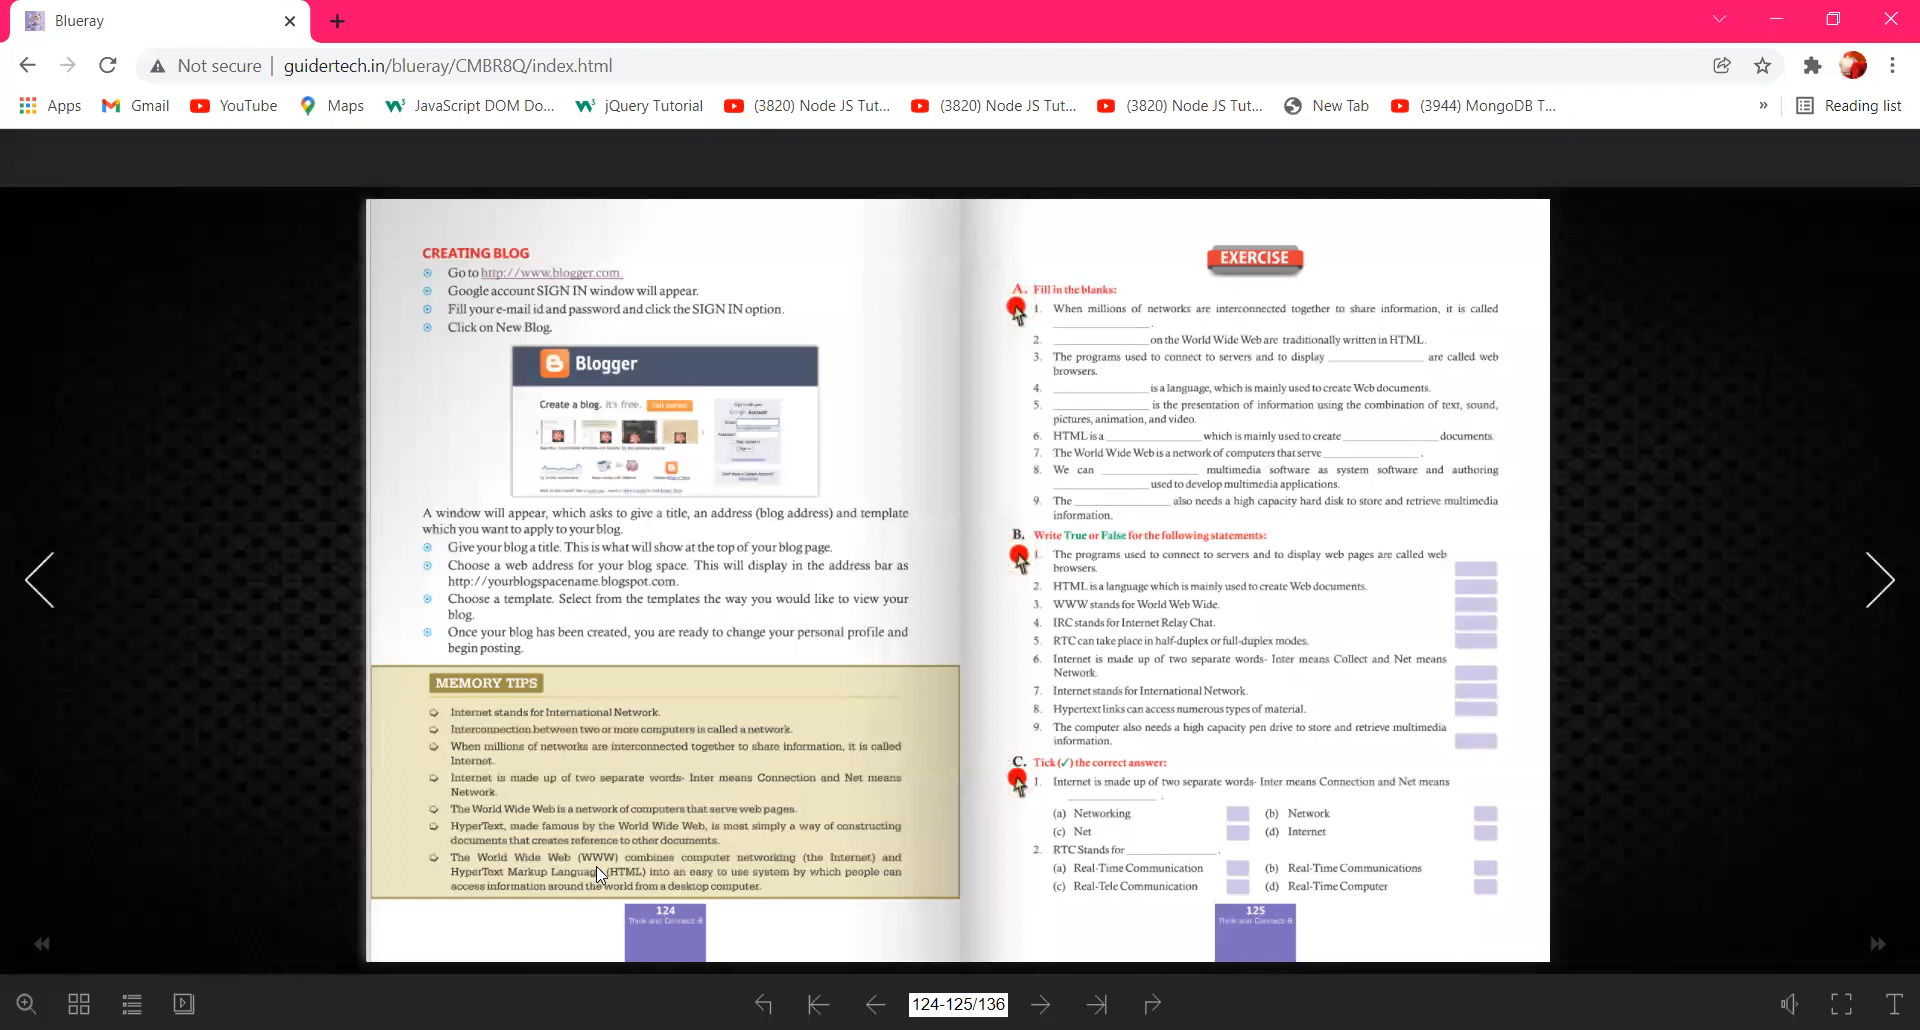 Blueray
Not secure | guidertech.in/blueray/CMBR8Q/index.html
Apps Gmail YouTube Maps JavaScript DOM Do... jQuery Tutorial (3820) Node JS Tut... (3820) Node JS Tut... (3820) Node JS Tut... New Tab (3944) MongoDB T... » Reading list
CREATING BLOG
Go to http://www.blogger.com.
Google account SIGN IN window will appear.
Fill your e-mail id and password and click the SIGN IN option.
Click on New Blog.
Blogger
Create a blog. It's free.
Google Account
A window will appear, which asks to give a title, an address (blog address) and template
which you want to apply to your blog.
Give your blog a title. This is what will show at the top of your blog page.
Choose a web address for your blog space. This will display in the address bar as
http://yourblogspacename.blogspot.com.
Choose a template. Select from the templates the way you would like to view your
blog.
Once your blog has been created, you are ready to change your personal profile and
begin posting.
MEMORY TIPS
Internet stands for International Network.
Interconnection between two or more computers is called a network.
When millions of networks are interconnected together to share information, it is called
Internet.
Internet is made up of two separate words- Inter means Connection and Net means
Network.
The World Wide Web is a network of computers that serve web pages.
HyperText, made famous by the World Wide Web, is most simply a way of constructing
documents that creates reference to other documents.
The World Wide Web (WWW) combines computer networking (the Internet) and
HyperText Markup Language (HTML) into an easy to use system by which people can
access information around the world from a desktop computer.
124
Think and Connect-8
EXERCISE
A. Fill in the blanks:
1. When millions of networks are interconnected together to share information, it is called
____________.
2. ____________ on the World Wide Web are traditionally written in HTML.
3. The programs used to connect to servers and to display ____________ are called web
browsers.
4. ____________ is a language, which is mainly used to create Web documents.
5. ____________ is the presentation of information using the combination of text, sound,
pictures, animation, and video.
6. HTML is a ____________ which is mainly used to create ____________ documents.
7. The World Wide Web is a network of computers that serve ____________.
8. We can ____________ multimedia software as system software and authoring
____________ used to develop multimedia applications.
9. The ____________ also needs a high capacity hard disk to store and retrieve multimedia
information.
B. Write True or False for the following statements:
1. The programs used to connect to servers and to display web pages are called web
browsers.
2. HTML is a language which is mainly used to create Web documents.
3. WWW stands for World Web Wide.
4. IRC stands for Internet Relay Chat.
5. RTC can take place in half-duplex or full-duplex modes.
6. Internet is made up of two separate words- Inter means Collect and Net means
Network.
7. Internet stands for International Network.
8. Hypertext links can access numerous types of material.
9. The computer also needs a high capacity pen drive to store and retrieve multimedia
information.
C. Tick (✓) the correct answer:
1. Internet is made up of two separate words- Inter means Connection and Net means
____________.
(a) Networking (b) Network
(c) Net (d) Internet
2. RTC Stands for ____________.
(a) Real-Time Communication (b) Real-Time Communications
(c) Real-Tele Communication (d) Real-Time Computer
125
Think and Connect-8
124-125/136